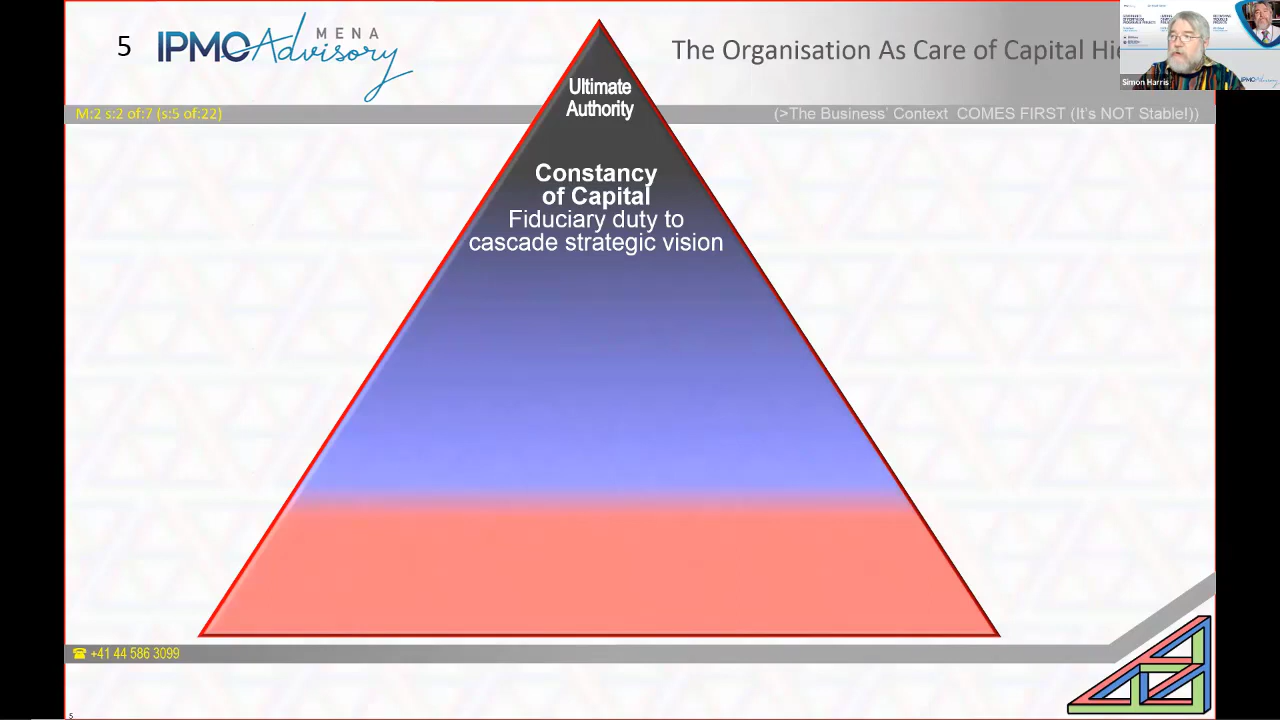 5
IPMO Advisory
MENA
The Organisation As Care of Capital Hie
Simon Harris
M:2 s:2 of:7 (s:5 of:22)
(>The Business' Context COMES FIRST (It's NOT Stable!))
Ultimate
Authority
Constancy
of Capital
Fiduciary duty to
cascade strategic vision
☎ +41 44 586 3099
5